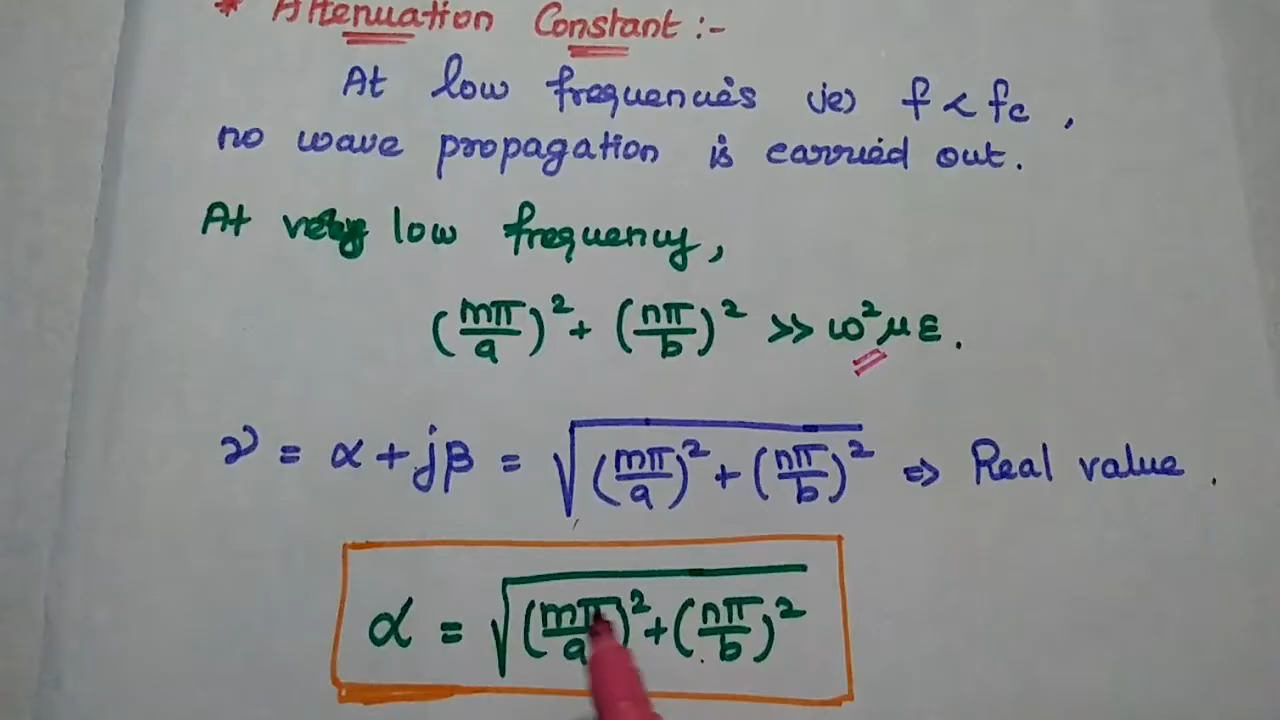 * Attenuation Constant :-
At low frequencies (ie) f < fc ,
no wave propagation is carried out.
At very low frequency,
(mπ/a)² + (nπ/b)² >> ω²με.
γ = α + jβ = √(mπ/a)² + (nπ/b)² ⇒ Real value .
α = √(mπ/a)² + (nπ/b)²